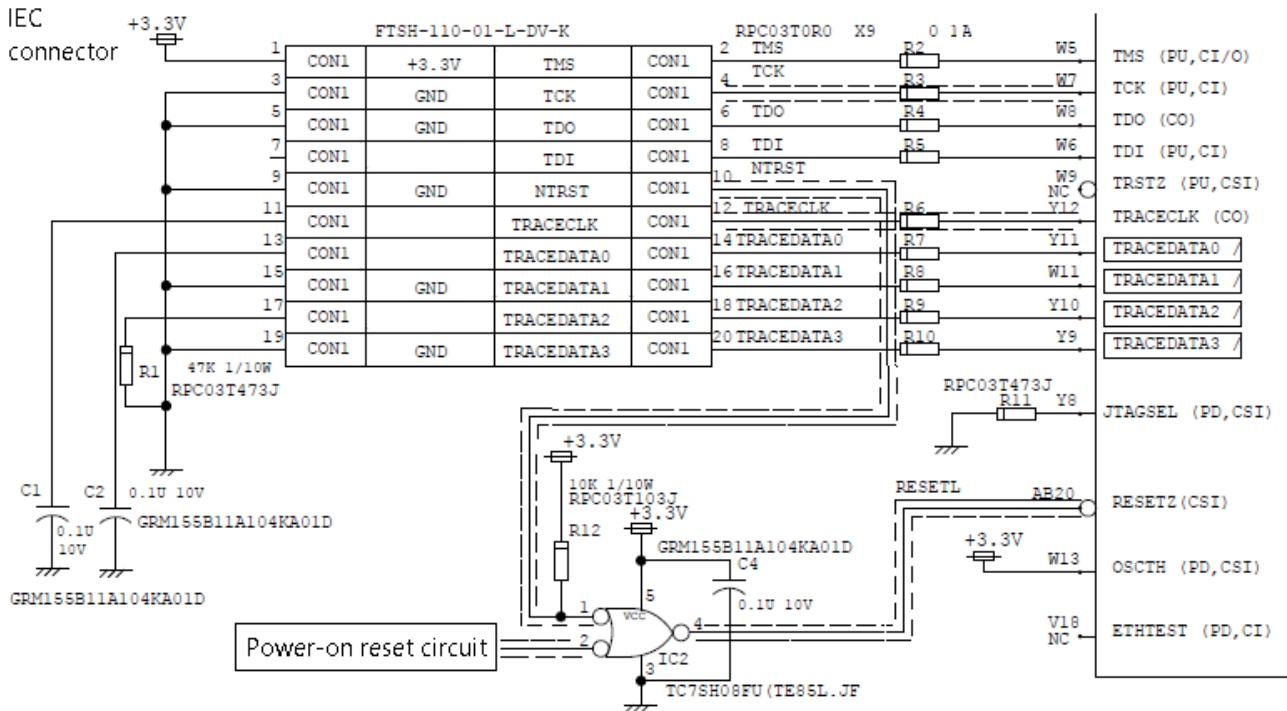 IEC
connector
+3.3V
FTSH-110-01-L-DV-K
RPC03T0R0 X9 0 1A
1 CON1 +3.3V TMS CON1 2 TMS R2 W5 TMS (PU,CI/O)
3 CON1 GND TCK CON1 4 TCK R3 W7 TCK (PU,CI)
5 CON1 GND TDO CON1 6 TDO R4 W8 TDO (CO)
7 CON1 TDI CON1 8 TDI R5 W6 TDI (PU,CI)
9 CON1 GND NTRST CON1 10 NTRST W9 NC TRSTZ (PU,CSI)
11 CON1 TRACECLK CON1 12 TRACECLK R6 Y12 TRACECLK (CO)
13 CON1 TRACEDATA0 CON1 14 TRACEDATA0 R7 Y11 TRACEDATA0 /
15 CON1 GND TRACEDATA1 CON1 16 TRACEDATA1 R8 W11 TRACEDATA1 /
17 CON1 TRACEDATA2 CON1 18 TRACEDATA2 R9 Y10 TRACEDATA2 /
19 CON1 GND TRACEDATA3 CON1 20 TRACEDATA3 R10 Y9 TRACEDATA3 /
R1 47K 1/10W
RPC03T473J
RPC03T473J
R11 Y8 JTAGSEL (PD,CSI)
+3.3V
10K 1/10W
RPC03T103J
R12
+3.3V
C1
0.1U
10V
C2
0.1U 10V
GRM155B11A104KA01D
GRM155B11A104KA01D
GRM155B11A104KA01D
C4
0.1U 10V
RESETL AB20 RESETZ(CSI)
+3.3V
W13 OSCTH (PD,CSI)
V18
NC ETHTEST (PD,CI)
1
2
5
VCC
4
3
IC2
TC7SH08FU(TE85L.JF
Power-on reset circuit